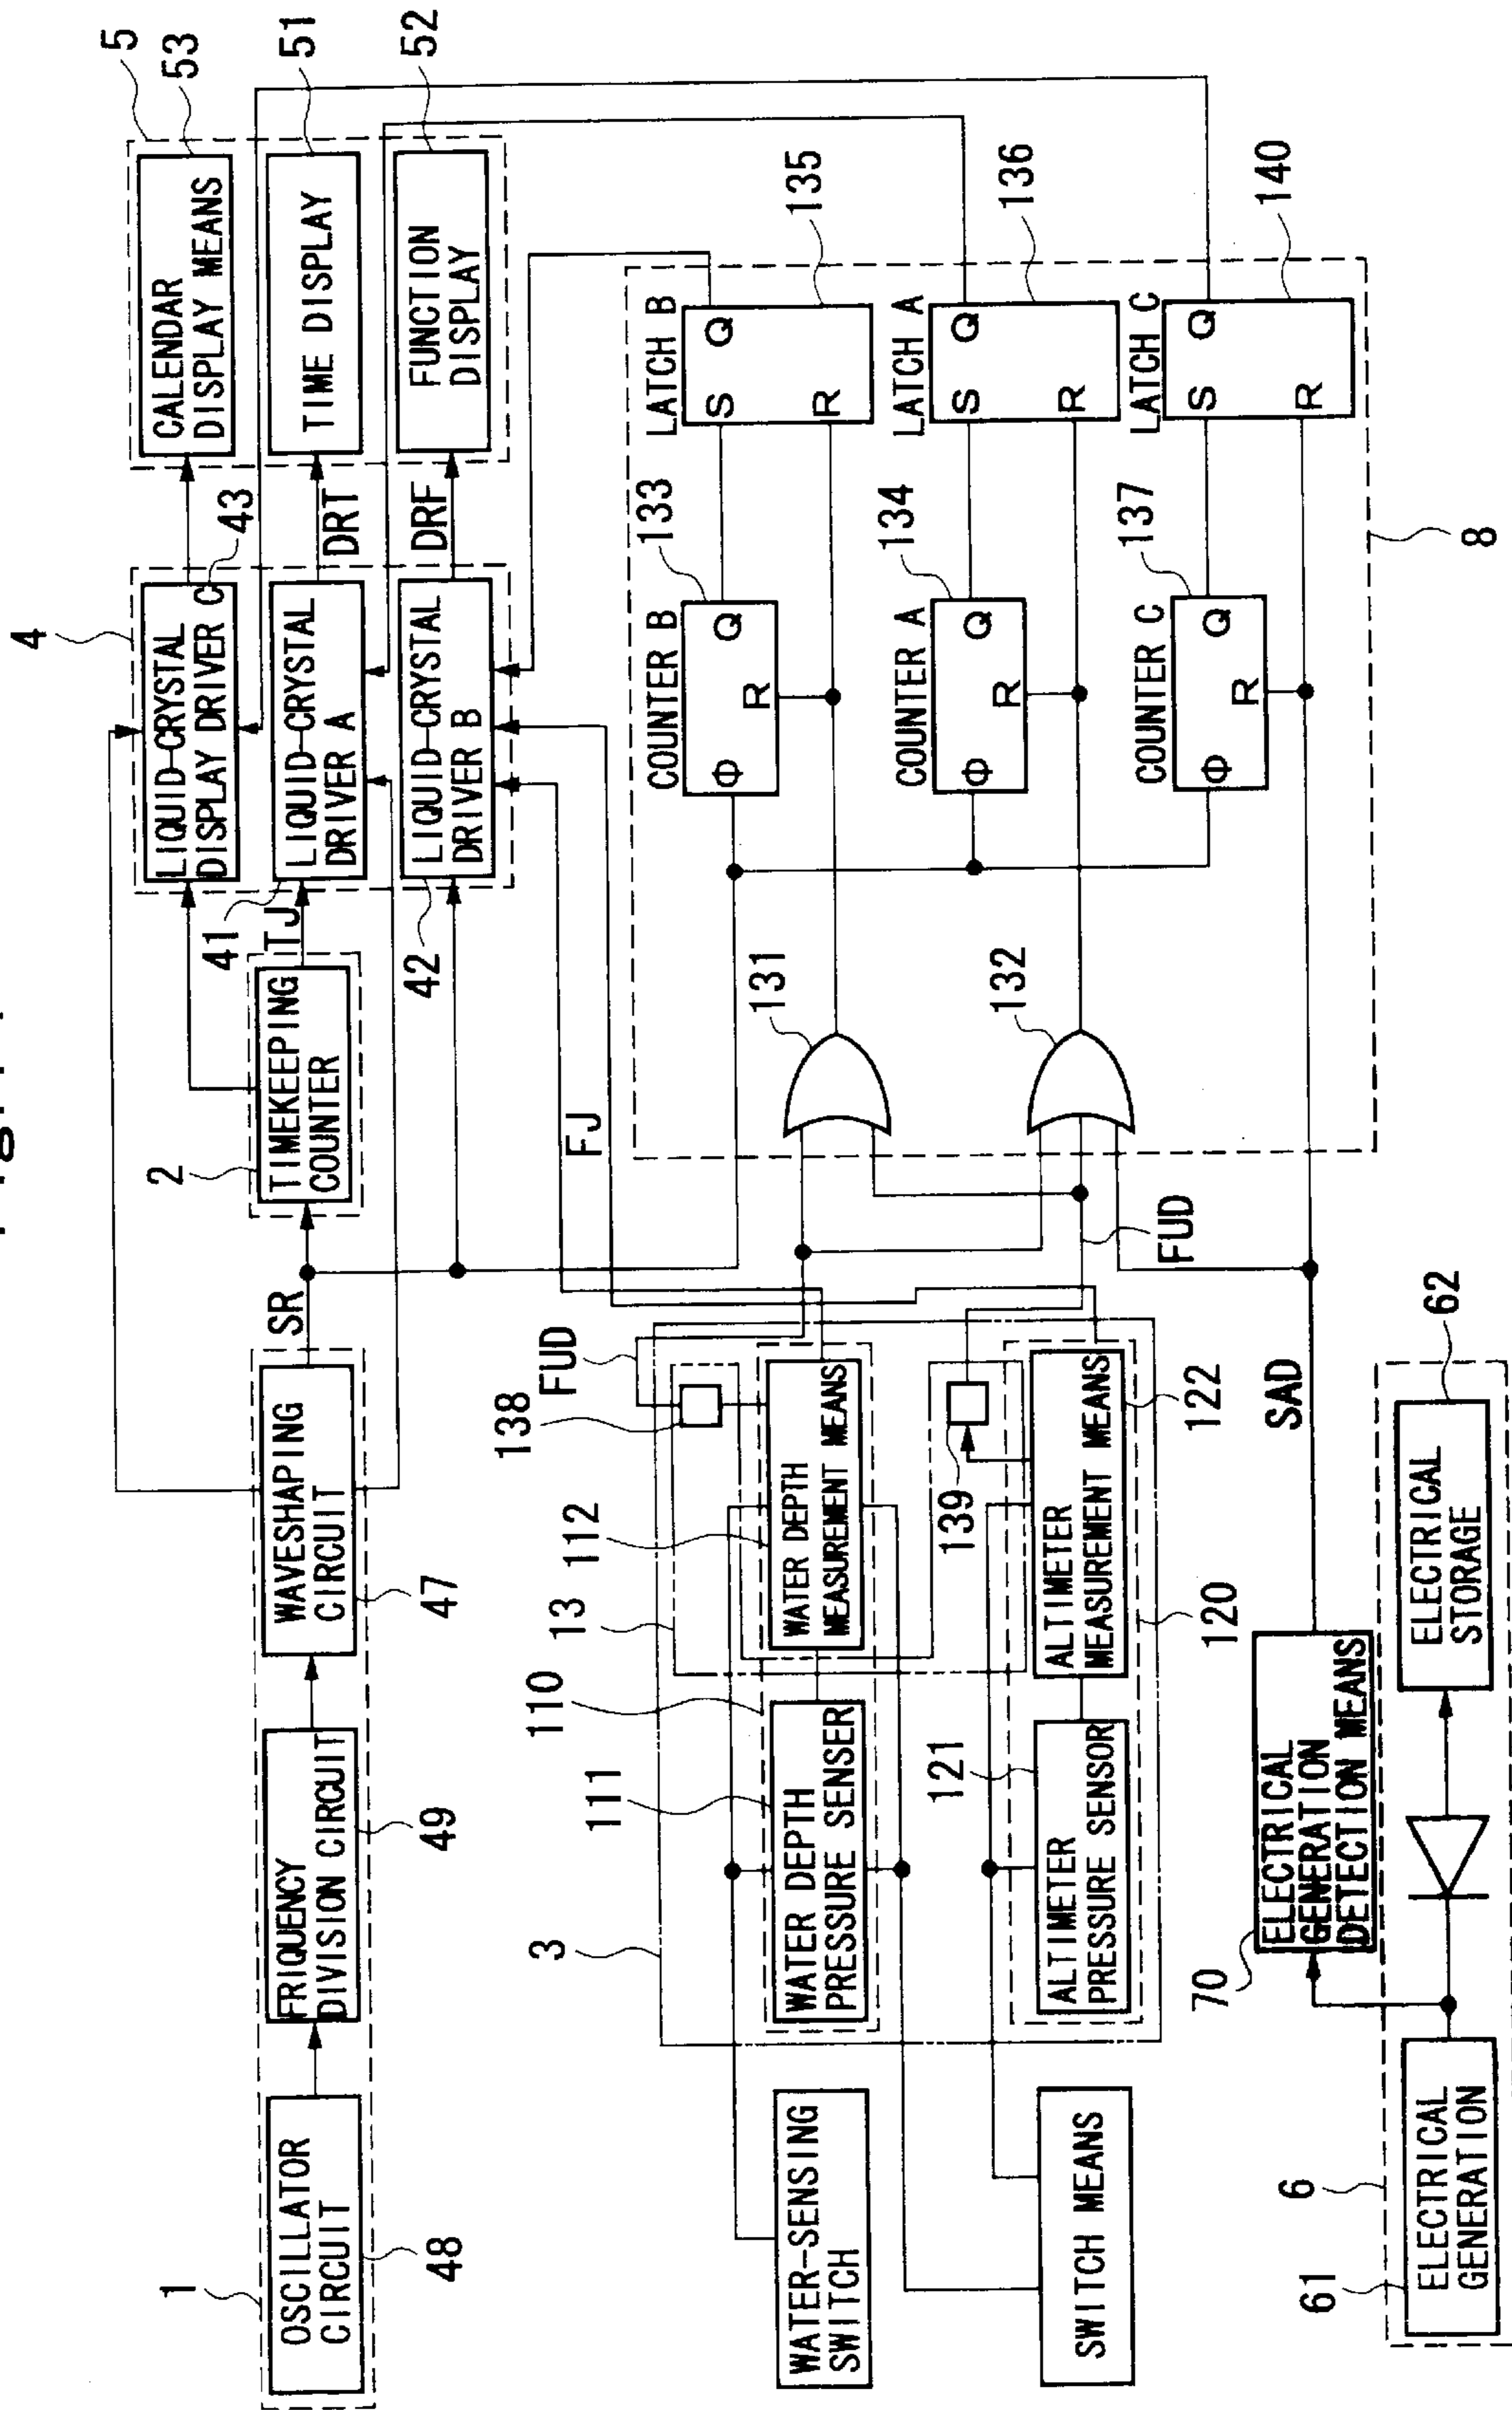 1
OSCILLATOR
CIRCUIT
48
FRIQUENCY
DIVISION CIRCUIT
49
WAVESHAPING
CIRCUIT
47
SR
2
TIMEKEEPING
COUNTER
TJ
4
LIQUID-CRYSTAL
DISPLAY DRIVER C
43
41
LIQUID-CRYSTAL
DRIVER A
DRT
42
LIQUID-CRYSTAL
DRIVER B
DRF
5
CALENDAR
DISPLAY MEANS
53
TIME DISPLAY
51
FUNCTION
DISPLAY
52
WATER-SENSING
SWITCH
SWITCH MEANS
3
111
WATER DEPTH
PRESSURE SENSER
110
13
112
WATER DEPTH
MEASUREMENT MEANS
138
FUD
FJ
121
ALTIMETER
PRESSURE SENSOR
139
ALTIMETER
MEASUREMENT MEANS
122
120
FUD
131
132
COUNTER B
133
Φ
Q
R
COUNTER A
134
Φ
Q
R
COUNTER C
137
Φ
Q
R
LATCH B
135
S
Q
R
LATCH A
136
S
Q
R
LATCH C
140
S
Q
R
8
70
ELECTRICAL
GENERATION
DETECTION MEANS
SAD
6
61
ELECTRICAL
GENERATION
ELECTRICAL
STORAGE
62